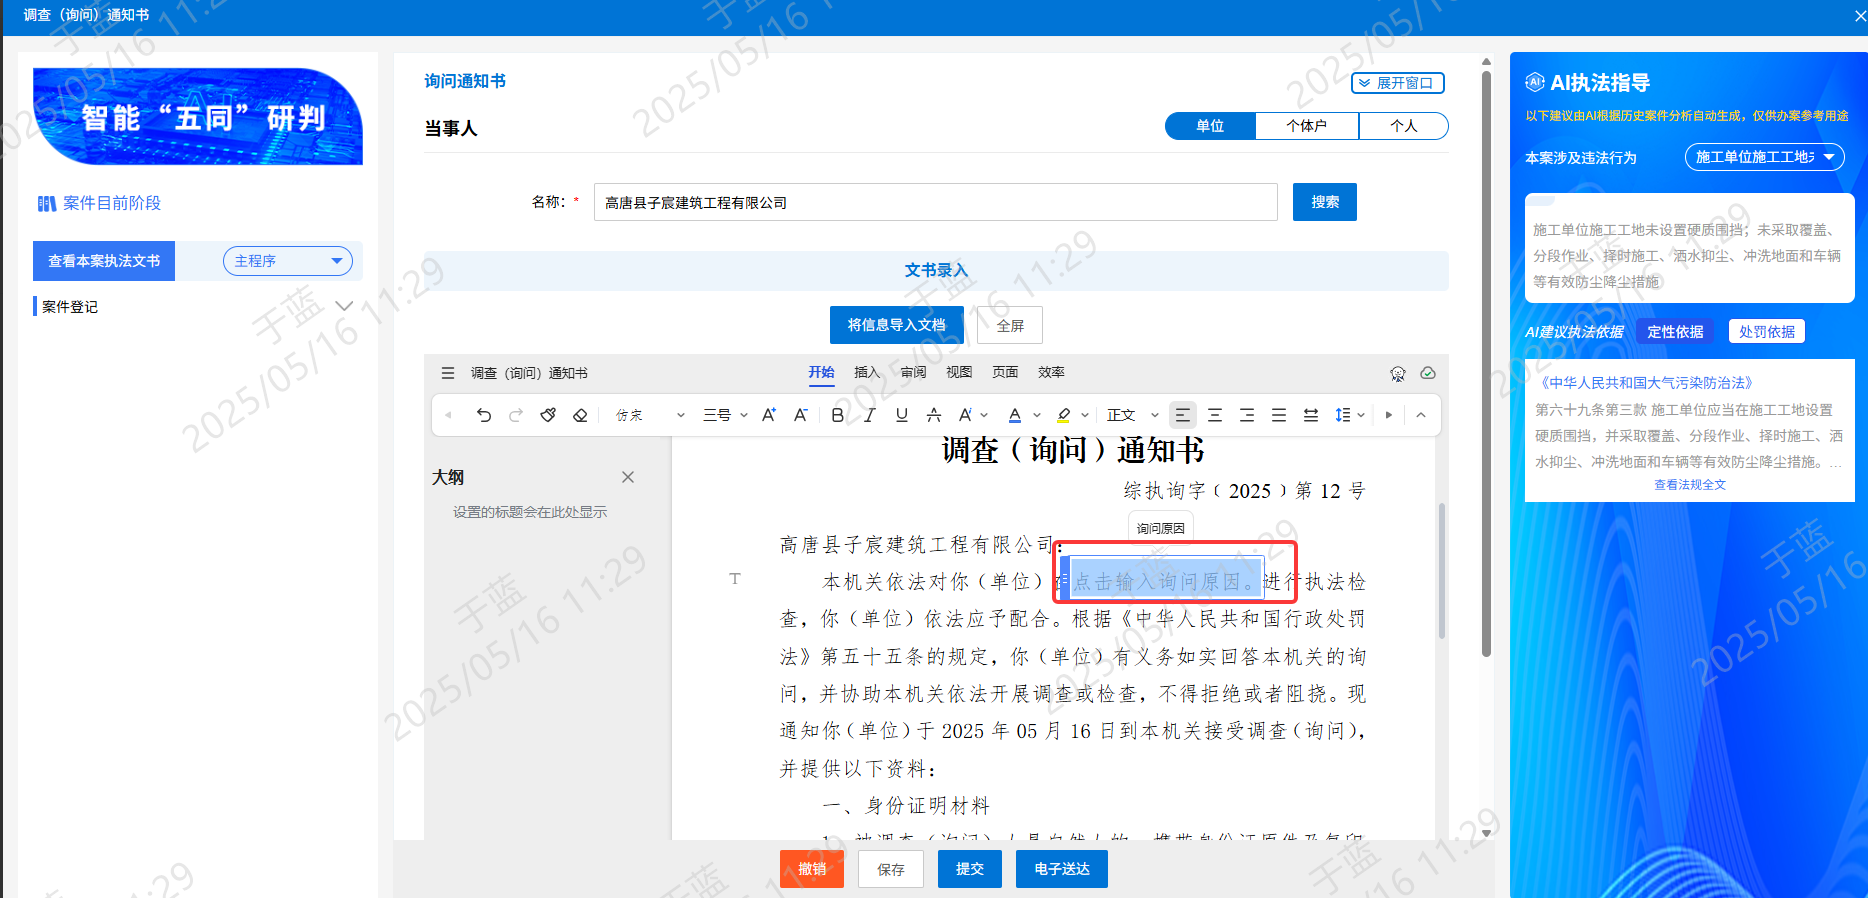 调查（询问）通知书
智能“五同”研判
案件目前阶段
查看本案执法文书
主程序
案件登记
询问通知书
展开窗口
当事人
单位
个体户
个人
名称：*
高唐县子宸建筑工程有限公司
搜索
文书录入
将信息导入文档
全屏
调查（询问）通知书
开始
插入
审阅
视图
页面
效率
仿宋
三号
正文
大纲
设置的标题会在此处显示
调查（询问）通知书
综执询字﹝2025﹞第 12 号
询问原因
高唐县子宸建筑工程有限公司：
本机关依法对你（单位）在点击输入询问原因。进行执法检
查，你（单位）依法应予配合。根据《中华人民共和国行政处罚
法》第五十五条的规定，你（单位）有义务如实回答本机关的询
问，并协助本机关依法开展调查或检查，不得拒绝或者阻挠。现
通知你（单位）于 2025 年 05 月 16 日到本机关接受调查（询问），
并提供以下资料：
一、身份证明材料
撤销
保存
提交
电子送达
AI执法指导
以下建议由AI根据历史案件分析自动生成，仅供办案参考用途
本案涉及违法行为
施工单位施工工地未
施工单位施工工地未设置硬质围挡；未采取覆盖、
分段作业、择时施工、洒水抑尘、冲洗地面和车辆
等有效防尘降尘措施
AI建议执法依据
定性依据
处罚依据
《中华人民共和国大气污染防治法》
第六十九条第三款 施工单位应当在施工工地设置
硬质围挡，并采取覆盖、分段作业、择时施工、洒
水抑尘、冲洗地面和车辆等有效防尘降尘措施。...
查看法规全文
于蓝
2025/05/16 11:29